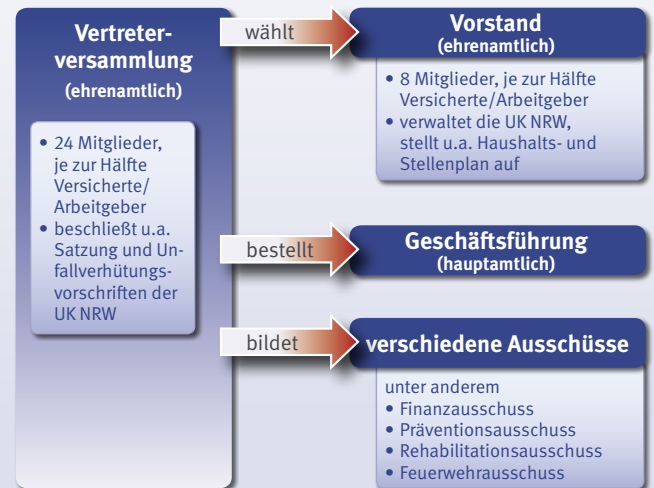 Vertreter-
versammlung
(ehrenamtlich)
• 24 Mitglieder,
je zur Hälfte
Versicherte/
Arbeitgeber
• beschließt u.a.
Satzung und Un-
fallverhütungs-
vorschriften der
UK NRW
wählt
Vorstand
(ehrenamtlich)
• 8 Mitglieder, je zur Hälfte
Versicherte/Arbeitgeber
• verwaltet die UK NRW,
stellt u.a. Haushalts- und
Stellenplan auf
bestellt
Geschäftsführung
(hauptamtlich)
bildet
verschiedene Ausschüsse
unter anderem
• Finanzausschuss
• Präventionsausschuss
• Rehabilitationsausschuss
• Feuerwehrausschuss